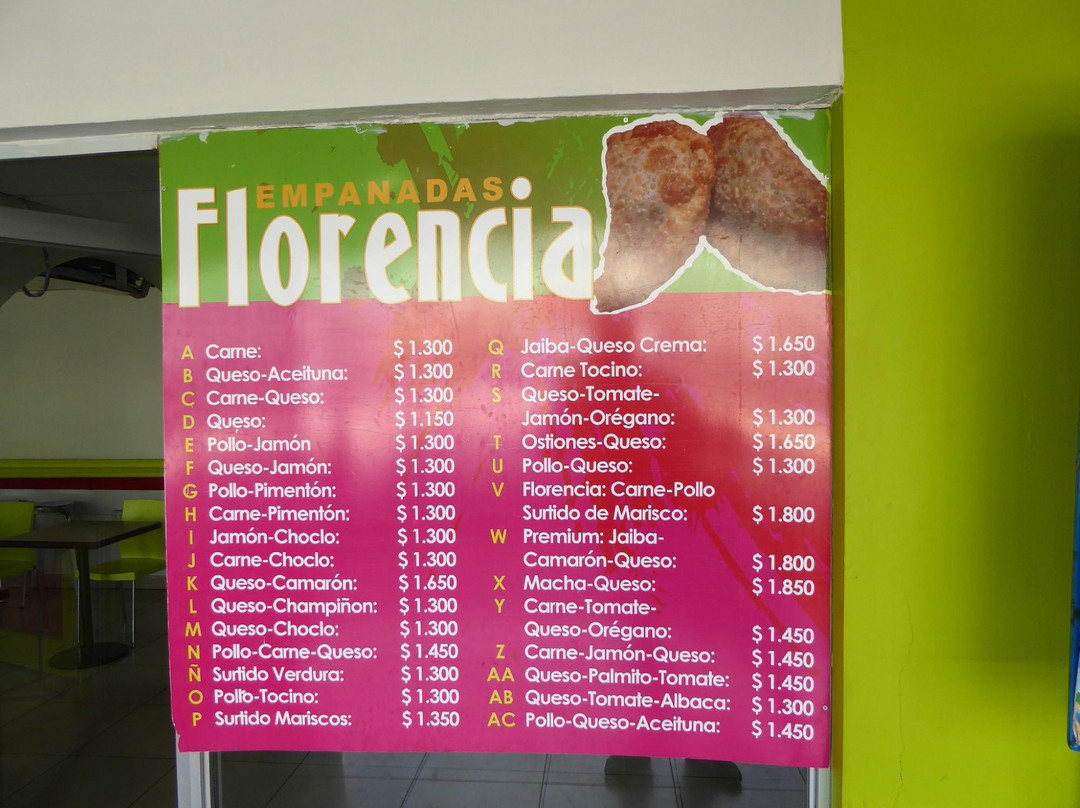 EMPANADAS
Florencia
A Carne: $ 1.300
B Queso-Aceituna: $ 1.300
C Carne-Queso: $ 1.300
D Queso: $ 1.150
E Pollo-Jamón $ 1.300
F Queso-Jamón: $ 1.300
G Pollo-Pimentón: $ 1.300
H Carne-Pimentón: $ 1.300
I Jamón-Choclo: $ 1.300
J Carne-Choclo: $ 1.300
K Queso-Camarón: $ 1.650
L Queso-Champiñon: $ 1.300
M Queso-Choclo: $ 1.300
N Pollo-Carne-Queso: $ 1.450
Ñ Surtido Verdura: $ 1.300
O Pollo-Tocino: $ 1.300
P Surtido Mariscos: $ 1.350
Q Jaiba-Queso Crema: $ 1.650
R Carne Tocino: $ 1.300
S Queso-Tomate-
Jamón-Orégano: $ 1.300
T Ostiones-Queso: $ 1.650
U Pollo-Queso: $ 1.300
V Florencia: Carne-Pollo
Surtido de Marisco: $ 1.800
W Premium: Jaiba-
Camarón-Queso: $ 1.800
X Macha-Queso: $ 1.850
Y Carne-Tomate-
Queso-Orégano: $ 1.450
Z Carne-Jamón-Queso: $ 1.450
AA Queso-Palmito-Tomate: $ 1.450
AB Queso-Tomate-Albaca: $ 1.300
AC Pollo-Queso-Aceituna: $ 1.450